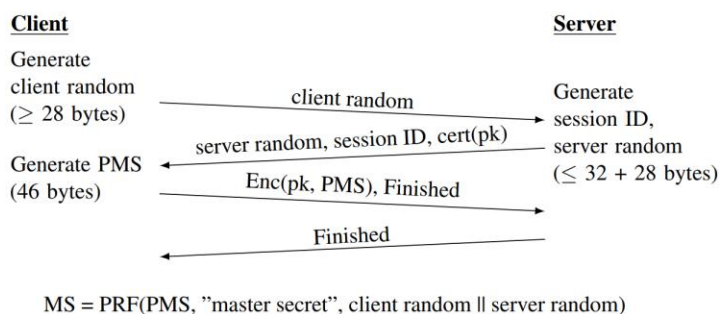 Client
Server
Generate
client random
(≥ 28 bytes)
client random
Generate
session ID,
server random
(≤ 32 + 28 bytes)
server random, session ID, cert(pk)
Generate PMS
(46 bytes)
Enc(pk, PMS), Finished
Finished
MS = PRF(PMS, ”master secret”, client random || server random)